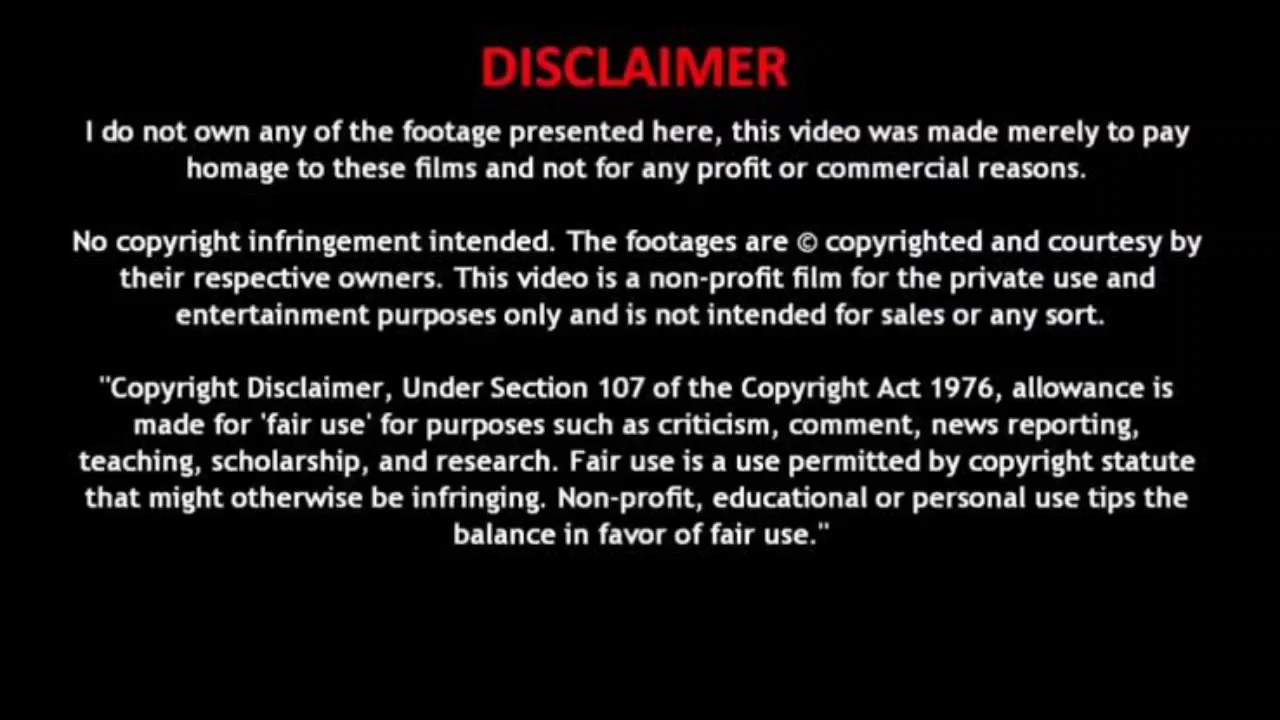 DISCLAIMER
I do not own any of the footage presented here, this video was made merely to pay
homage to these films and not for any profit or commercial reasons.
No copyright infringement intended. The footages are © copyrighted and courtesy by
their respective owners. This video is a non-profit film for the private use and
entertainment purposes only and is not intended for sales or any sort.
"Copyright Disclaimer, Under Section 107 of the Copyright Act 1976, allowance is
made for 'fair use' for purposes such as criticism, comment, news reporting,
teaching, scholarship, and research. Fair use is a use permitted by copyright statute
that might otherwise be infringing. Non-profit, educational or personal use tips the
balance in favor of fair use."